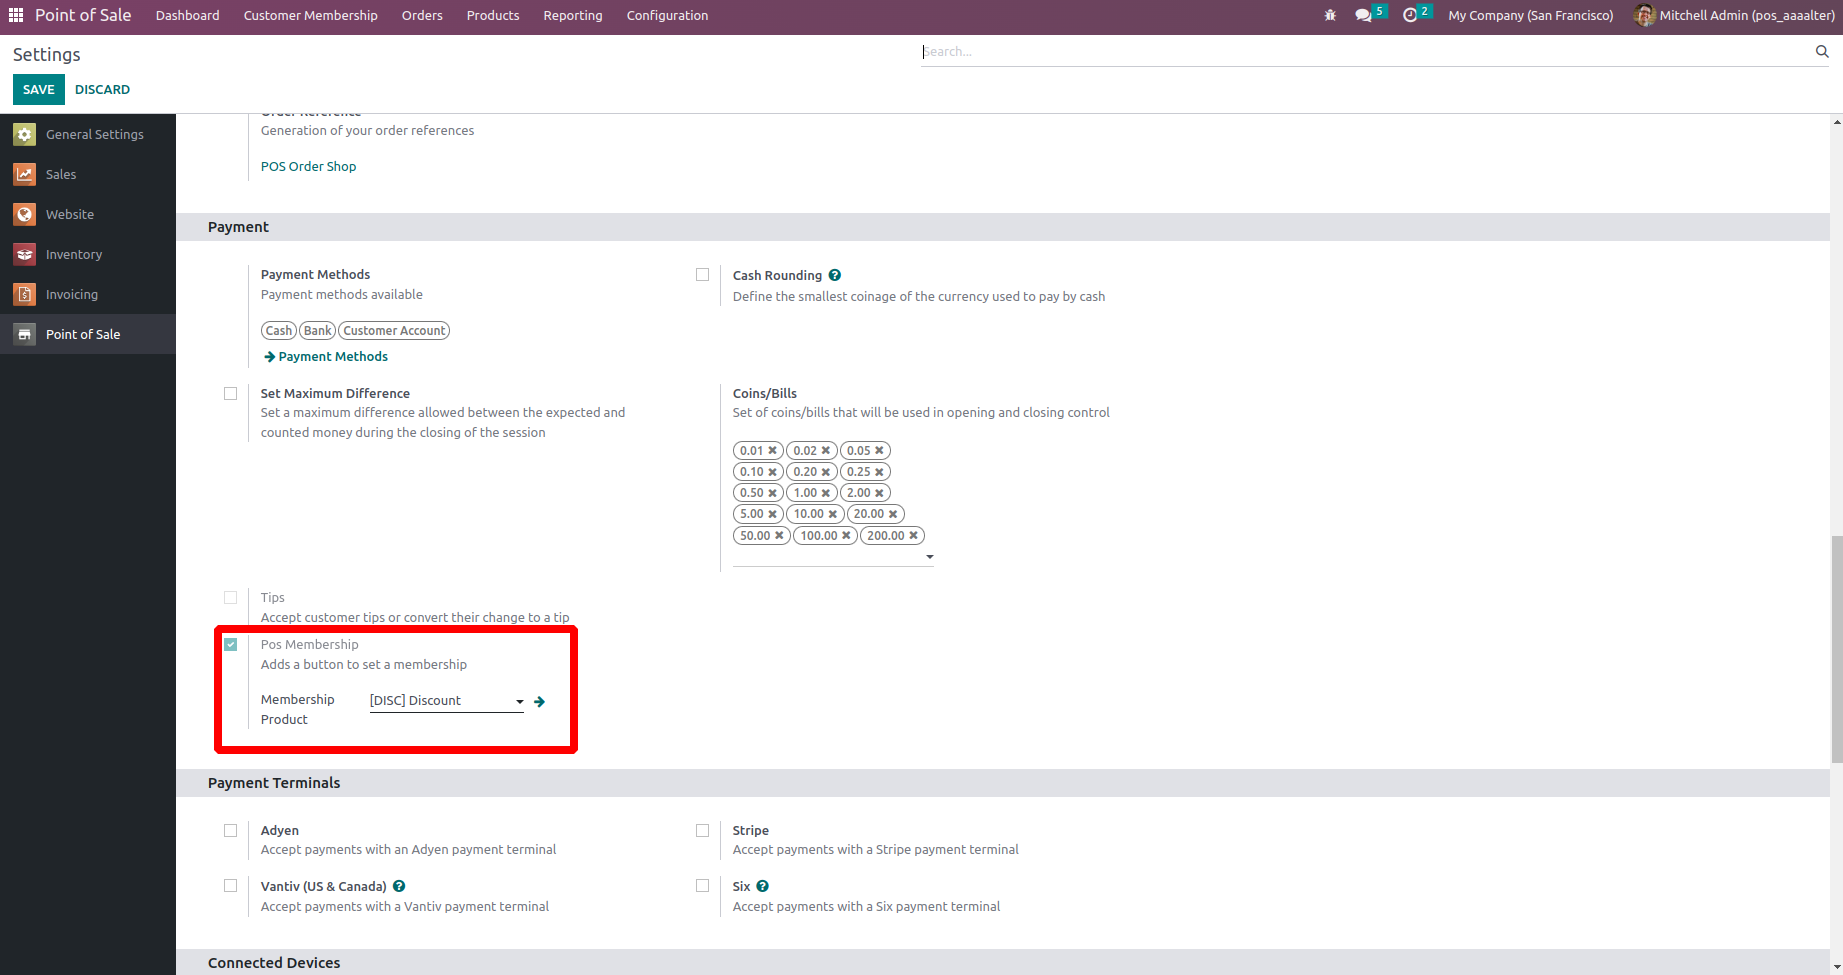 Point of Sale Dashboard Customer Membership Orders Products Reporting Configuration 5 2 My Company (San Francisco) Mitchell Admin (pos_aaaalter)
Settings
Search...
SAVE DISCARD
General Settings
Sales
Website
Inventory
Invoicing
Point of Sale
Order Reference
Generation of your order references
POS Order Shop
Payment
Payment Methods
Payment methods available
Cash Bank Customer Account
Payment Methods
Cash Rounding ?
Define the smallest coinage of the currency used to pay by cash
Set Maximum Difference
Set a maximum difference allowed between the expected and
counted money during the closing of the session
Coins/Bills
Set of coins/bills that will be used in opening and closing control
0.01 ✖ 0.02 ✖ 0.05 ✖
0.10 ✖ 0.20 ✖ 0.25 ✖
0.50 ✖ 1.00 ✖ 2.00 ✖
5.00 ✖ 10.00 ✖ 20.00 ✖
50.00 ✖ 100.00 ✖ 200.00 ✖
Tips
Accept customer tips or convert their change to a tip
Pos Membership
Adds a button to set a membership
Membership
Product
[DISC] Discount
Payment Terminals
Adyen
Accept payments with an Adyen payment terminal
Stripe
Accept payments with a Stripe payment terminal
Vantiv (US & Canada) ?
Accept payments with a Vantiv payment terminal
Six ?
Accept payments with a Six payment terminal
Connected Devices